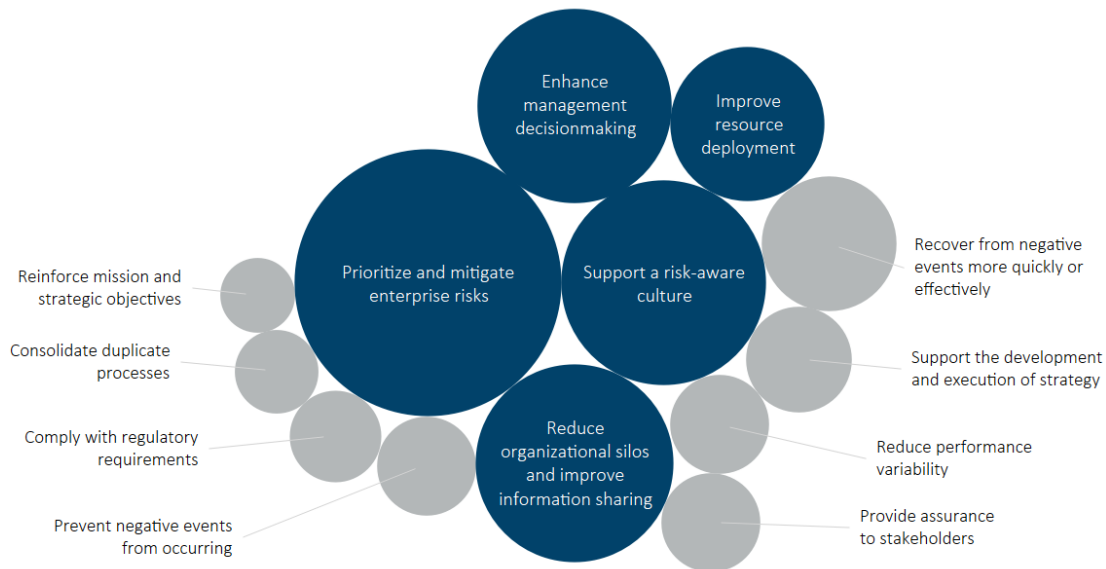 Enhance
management
decisionmaking
Improve
resource
deployment
Prioritize and mitigate
enterprise risks
Support a risk-aware
culture
Reduce
organizational silos
and improve
information sharing
Reinforce mission and
strategic objectives
Consolidate duplicate
processes
Comply with regulatory
requirements
Prevent negative events
from occurring
Recover from negative
events more quickly or
effectively
Support the development
and execution of strategy
Reduce performance
variability
Provide assurance
to stakeholders